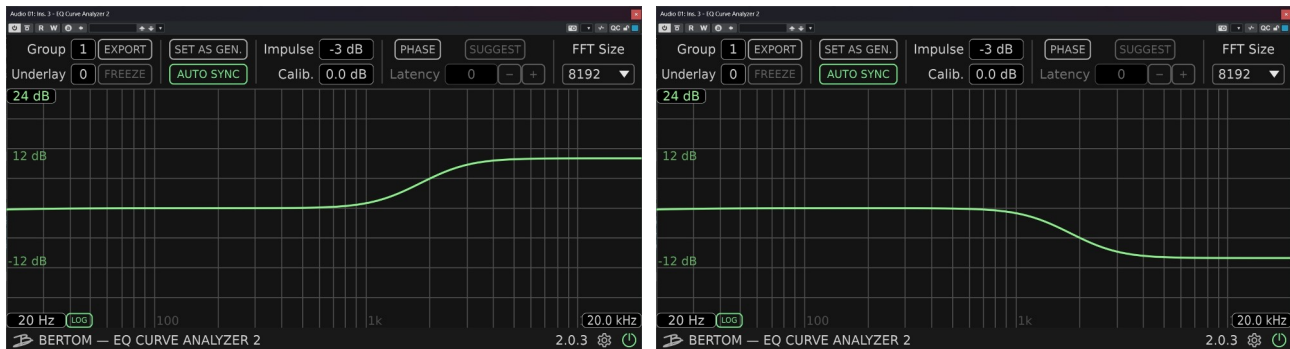 Audio 01: Ins. 3 - EQ Curve Analyzer 2
R W QC
Group 1 EXPORT SET AS GEN. Impulse -3 dB PHASE SUGGEST FFT Size
Underlay 0 FREEZE AUTO SYNC Calib. 0.0 dB Latency 0 − + 8192
24 dB
12 dB
-12 dB
20 Hz LOG 100 1k 20.0 kHz
BERTOM — EQ CURVE ANALYZER 2 2.0.3
Audio 01: Ins. 3 - EQ Curve Analyzer 2
R W QC
Group 1 EXPORT SET AS GEN. Impulse -3 dB PHASE SUGGEST FFT Size
Underlay 0 FREEZE AUTO SYNC Calib. 0.0 dB Latency 0 − + 8192
24 dB
12 dB
-12 dB
20 Hz LOG 100 1k 20.0 kHz
BERTOM — EQ CURVE ANALYZER 2 2.0.3